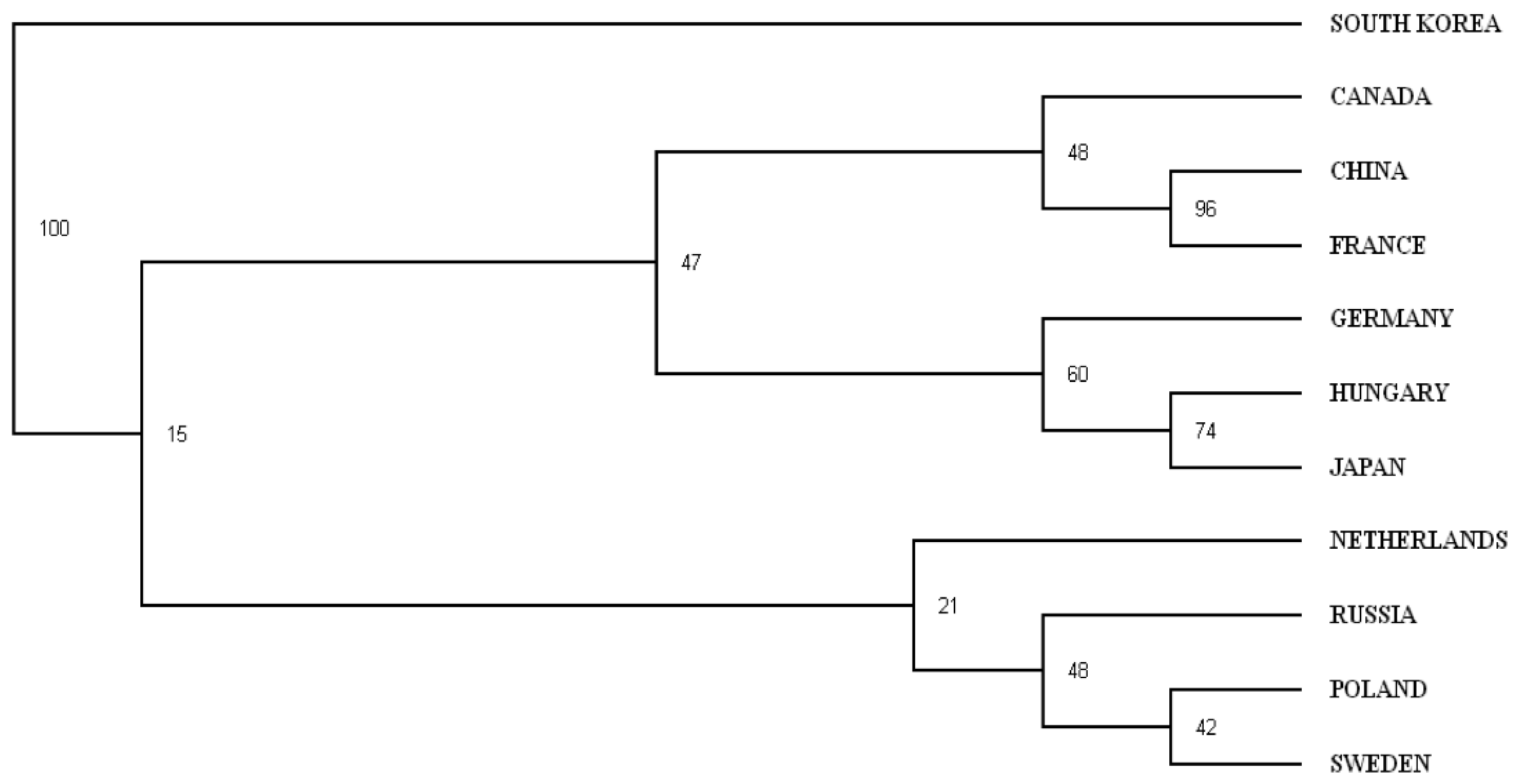 SOUTH KOREA
CANADA
48
CHINA
96
100
FRANCE
47
GERMANY
60
HUNGARY
74
15
JAPAN
NETHERLANDS
21
RUSSIA
48
POLAND
42
SWEDEN